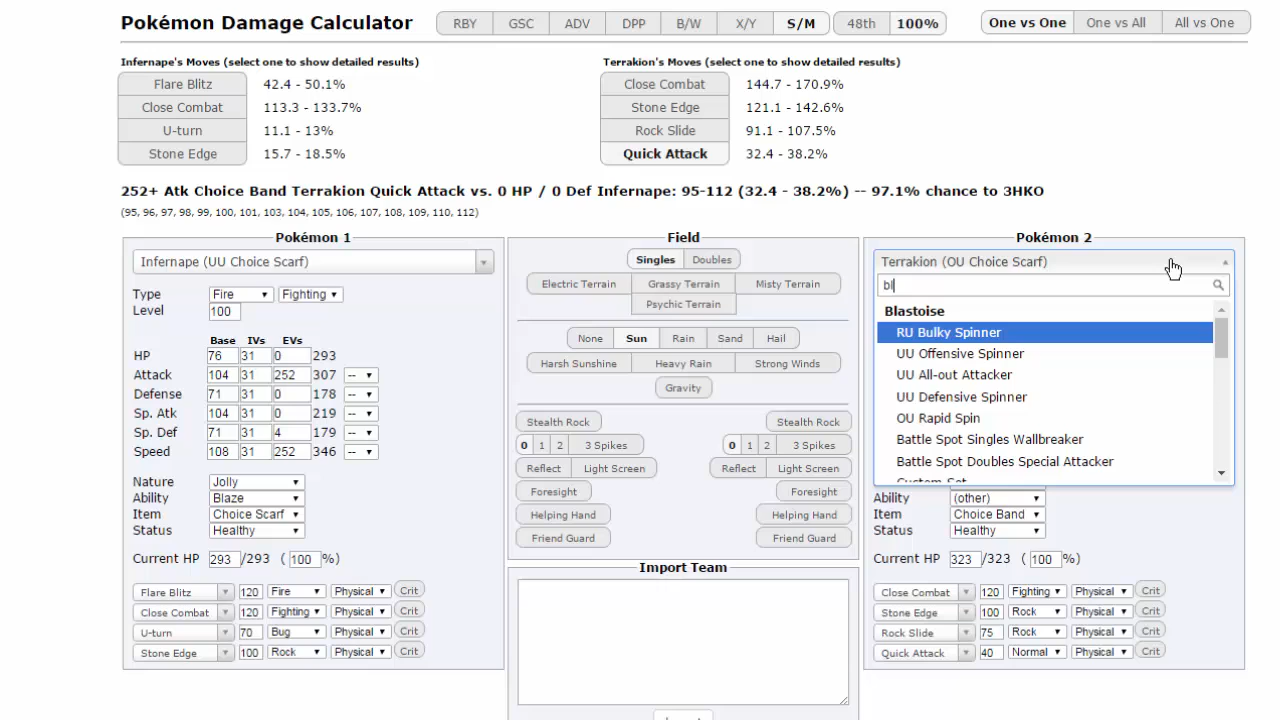 Pokémon Damage Calculator RBY GSC ADV DPP B/W X/Y S/M 48th 100% One vs One One vs All All vs One
Infernape's Moves (select one to show detailed results) Terrakion's Moves (select one to show detailed results)
Flare Blitz 42.4 - 50.1% Close Combat 144.7 - 170.9%
Close Combat 113.3 - 133.7% Stone Edge 121.1 - 142.6%
U-turn 11.1 - 13% Rock Slide 91.1 - 107.5%
Stone Edge 15.7 - 18.5% Quick Attack 32.4 - 38.2%
252+ Atk Choice Band Terrakion Quick Attack vs. 0 HP / 0 Def Infernape: 95-112 (32.4 - 38.2%) -- 97.1% chance to 3HKO
(95, 96, 97, 98, 99, 100, 101, 103, 104, 105, 106, 107, 108, 109, 110, 112)
Pokémon 1
Infernape (UU Choice Scarf)
Type Fire Fighting
Level 100
Base IVs EVs
HP 76 31 0 293
Attack 104 31 252 307 --
Defense 71 31 0 178 --
Sp. Atk 104 31 0 219 --
Sp. Def 71 31 4 179 --
Speed 108 31 252 346 --
Nature Jolly
Ability Blaze
Item Choice Scarf
Status Healthy
Current HP 293 /293 ( 100 %)
Flare Blitz 120 Fire Physical Crit
Close Combat 120 Fighting Physical Crit
U-turn 70 Bug Physical Crit
Stone Edge 100 Rock Physical Crit
Field
Singles Doubles
Electric Terrain Grassy Terrain Misty Terrain
Psychic Terrain
None Sun Rain Sand Hail
Harsh Sunshine Heavy Rain Strong Winds
Gravity
Stealth Rock Stealth Rock
0 1 2 3 Spikes 0 1 2 3 Spikes
Reflect Light Screen Reflect Light Screen
Foresight Foresight
Helping Hand Helping Hand
Friend Guard Friend Guard
Import Team
Pokémon 2
Terrakion (OU Choice Scarf)
bl
Blastoise
RU Bulky Spinner
UU Offensive Spinner
UU All-out Attacker
UU Defensive Spinner
OU Rapid Spin
Battle Spot Singles Wallbreaker
Battle Spot Doubles Special Attacker
Custom Set
Ability (other)
Item Choice Band
Status Healthy
Current HP 323 /323 ( 100 %)
Close Combat 120 Fighting Physical Crit
Stone Edge 100 Rock Physical Crit
Rock Slide 75 Rock Physical Crit
Quick Attack 40 Normal Physical Crit